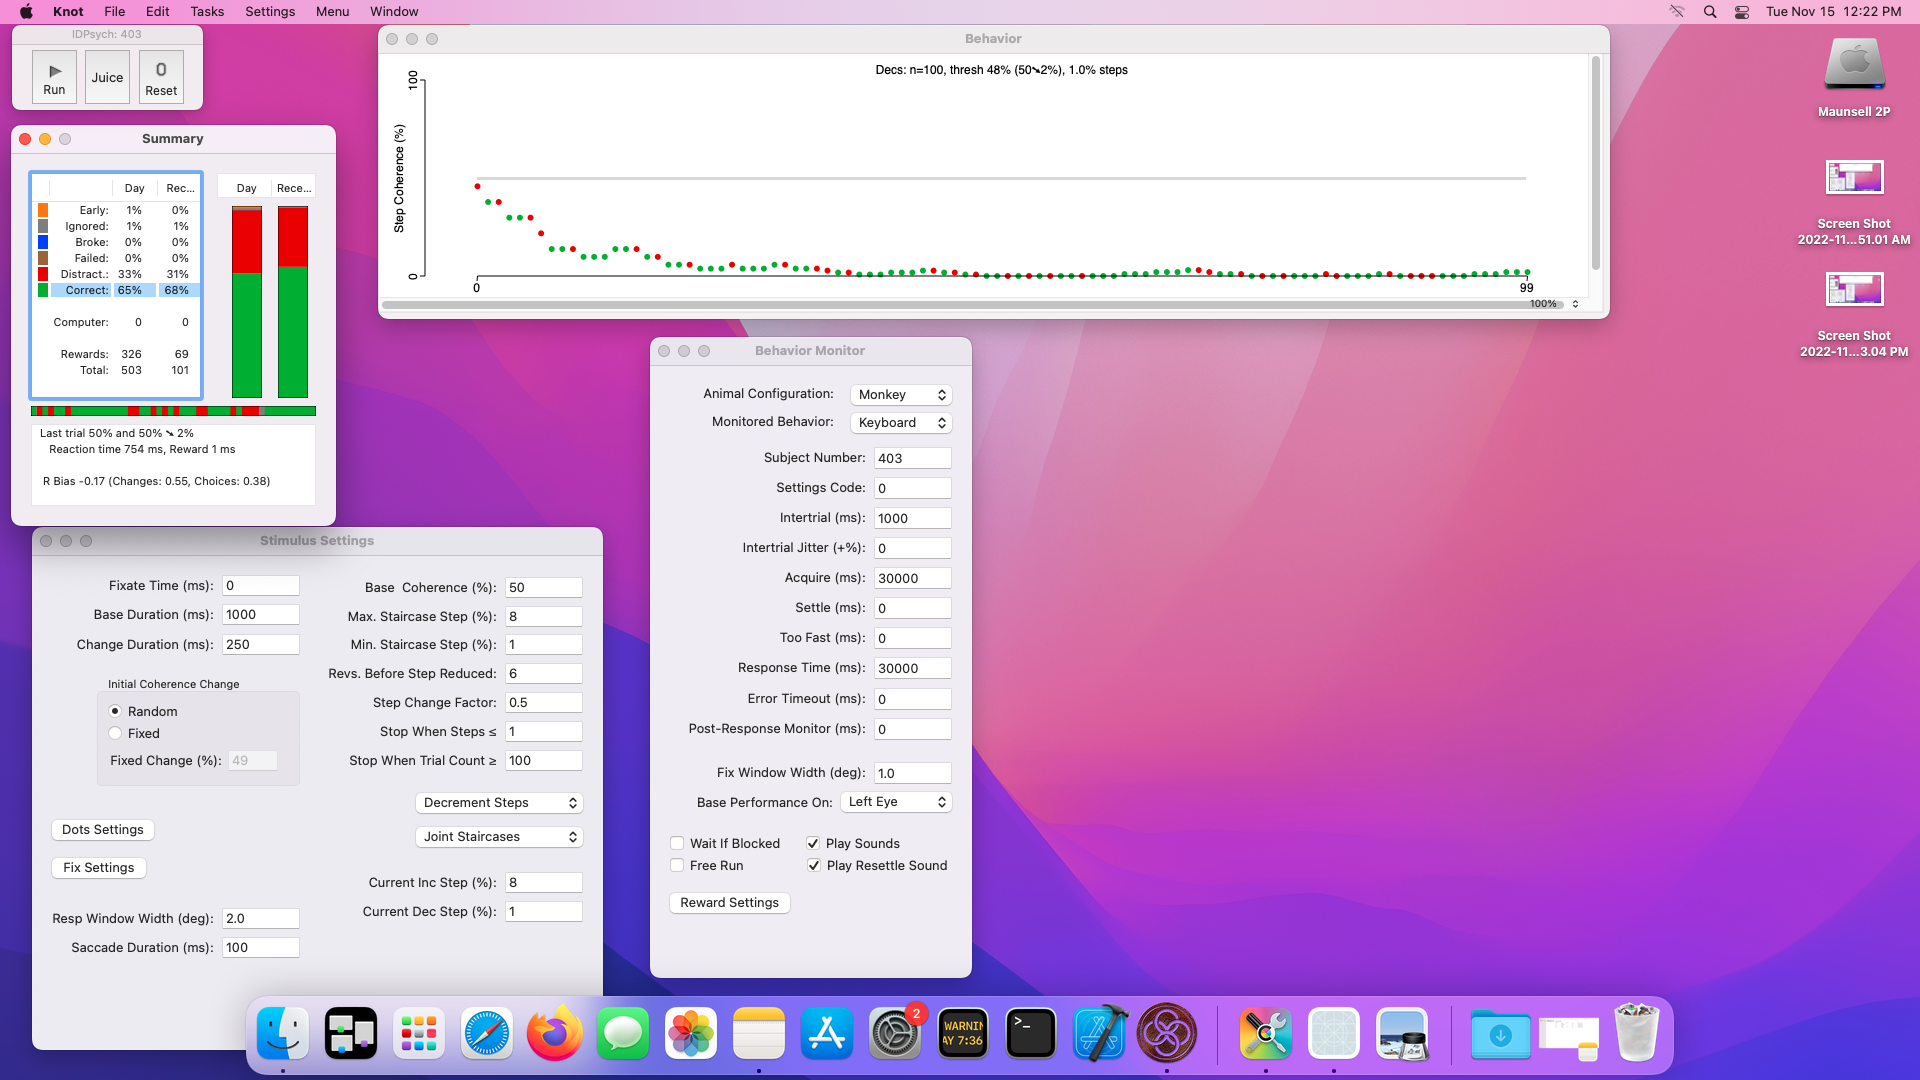 Knot File Edit Tasks Settings Menu Window Tue Nov 15 12:22 PM
IDPsych: 403
Run
Juice
0
Reset
Summary
Day Rec...
Early: 1% 0%
Ignored: 1% 1%
Broke: 0% 0%
Failed: 0% 0%
Distract.: 33% 31%
Correct: 65% 68%
Computer: 0 0
Rewards: 326 69
Total: 503 101
Day Rece...
Last trial 50% and 50% ➘ 2%
Reaction time 754 ms, Reward 1 ms
R Bias -0.17 (Changes: 0.55, Choices: 0.38)
Behavior
Decs: n=100, thresh 48% (50➘2%), 1.0% steps
Step Coherence (%)
100
0
0 99
100%
Stimulus Settings
Fixate Time (ms): 0
Base Duration (ms): 1000
Change Duration (ms): 250
Initial Coherence Change
Random
Fixed
Fixed Change (%): 49
Dots Settings
Fix Settings
Resp Window Width (deg): 2.0
Saccade Duration (ms): 100
Base Coherence (%): 50
Max. Staircase Step (%): 8
Min. Staircase Step (%): 1
Revs. Before Step Reduced: 6
Step Change Factor: 0.5
Stop When Steps ≤ 1
Stop When Trial Count ≥ 100
Decrement Steps
Joint Staircases
Current Inc Step (%): 8
Current Dec Step (%): 1
Behavior Monitor
Animal Configuration: Monkey
Monitored Behavior: Keyboard
Subject Number: 403
Settings Code: 0
Intertrial (ms): 1000
Intertrial Jitter (+%): 0
Acquire (ms): 30000
Settle (ms): 0
Too Fast (ms): 0
Response Time (ms): 30000
Error Timeout (ms): 0
Post-Response Monitor (ms): 0
Fix Window Width (deg): 1.0
Base Performance On: Left Eye
Wait If Blocked Play Sounds
Free Run Play Resettle Sound
Reward Settings
Maunsell 2P
Screen Shot
2022-11...51.01 AM
Screen Shot
2022-11...3.04 PM
2
WARNIN
AY 7:36
>_